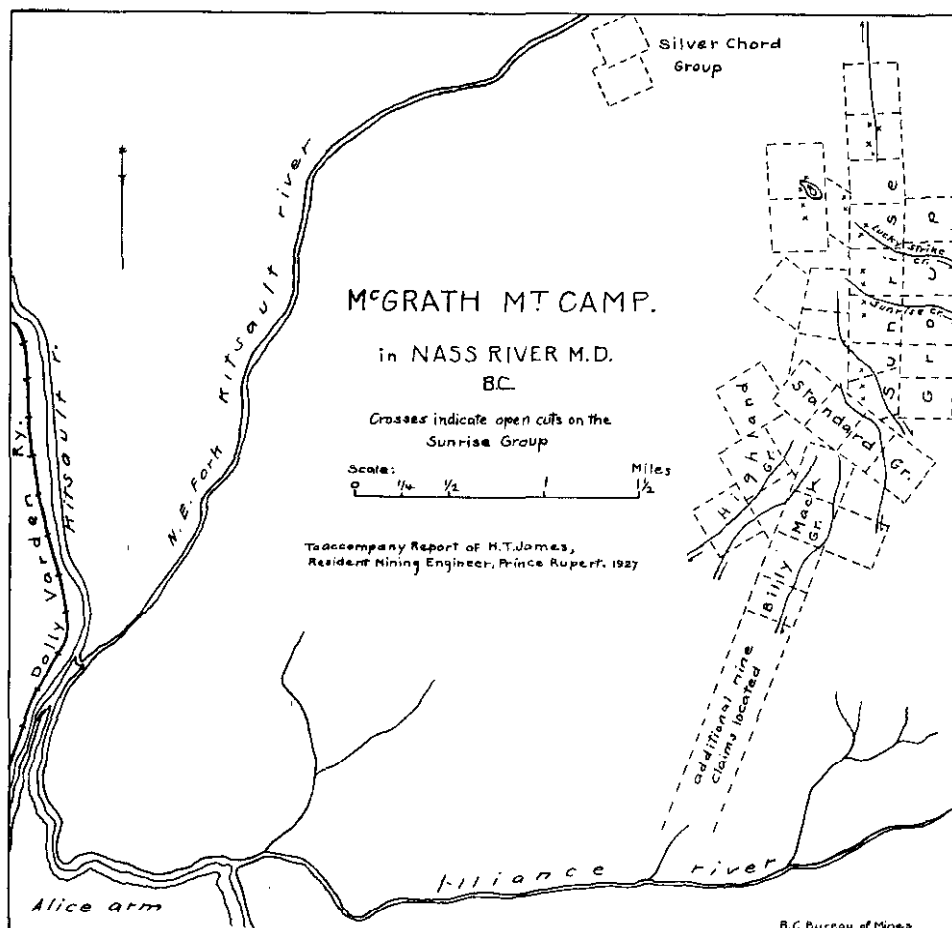 Silver Chord
Group
Sunrise
Group
Lucky strike
cr.
Sunrise cr.
McGRATH MT. CAMP.
in NASS RIVER M.D.
B.C.
Crosses indicate open cuts on the
Sunrise Group
Scale:
Miles
0 1/4 1/2 1 1 1/2
To accompany Report of H.T. James,
Resident Mining Engineer, Prince Rupert. 1927
N.E. Fork Kitsault river
Kitsault r.
Dolly Varden Ry.
Highland
Gr.
Standard Gr.
Billy Mack
Gr.
additional nine
claims located
Illiance river
Alice arm
B.C. Bureau of Mines